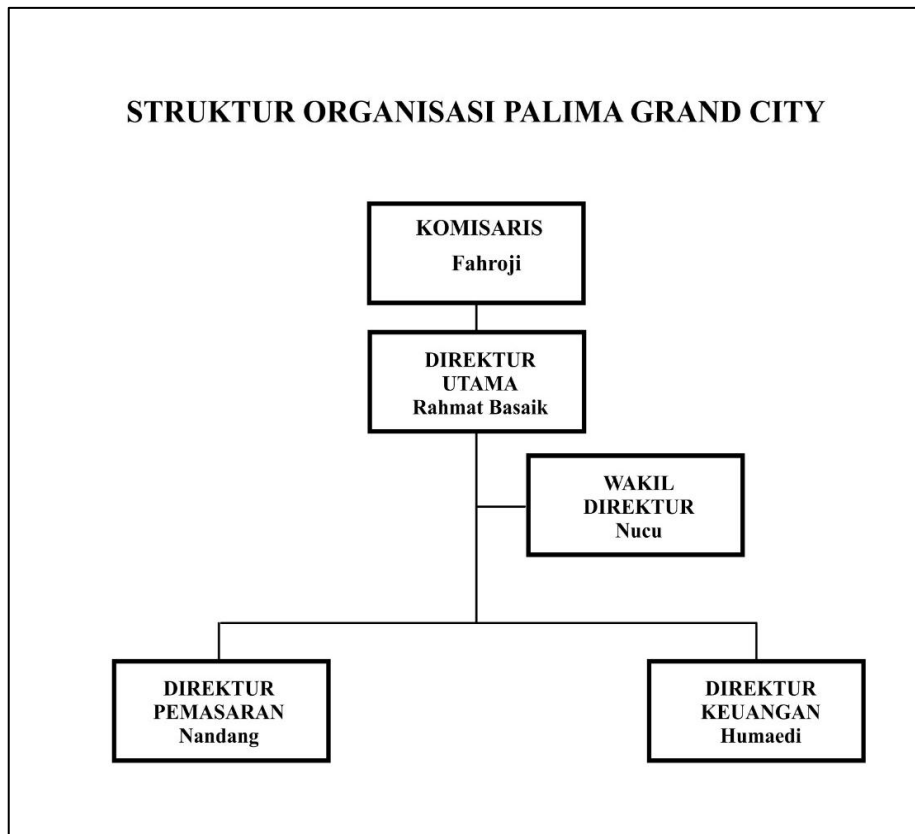 STRUKTUR ORGANISASI PALIMA GRAND CITY
KOMISARIS
Fahroji
DIREKTUR
UTAMA
Rahmat Basaik
WAKIL
DIREKTUR
Nucu
DIREKTUR
PEMASARAN
Nandang
DIREKTUR
KEUANGAN
Humaedi